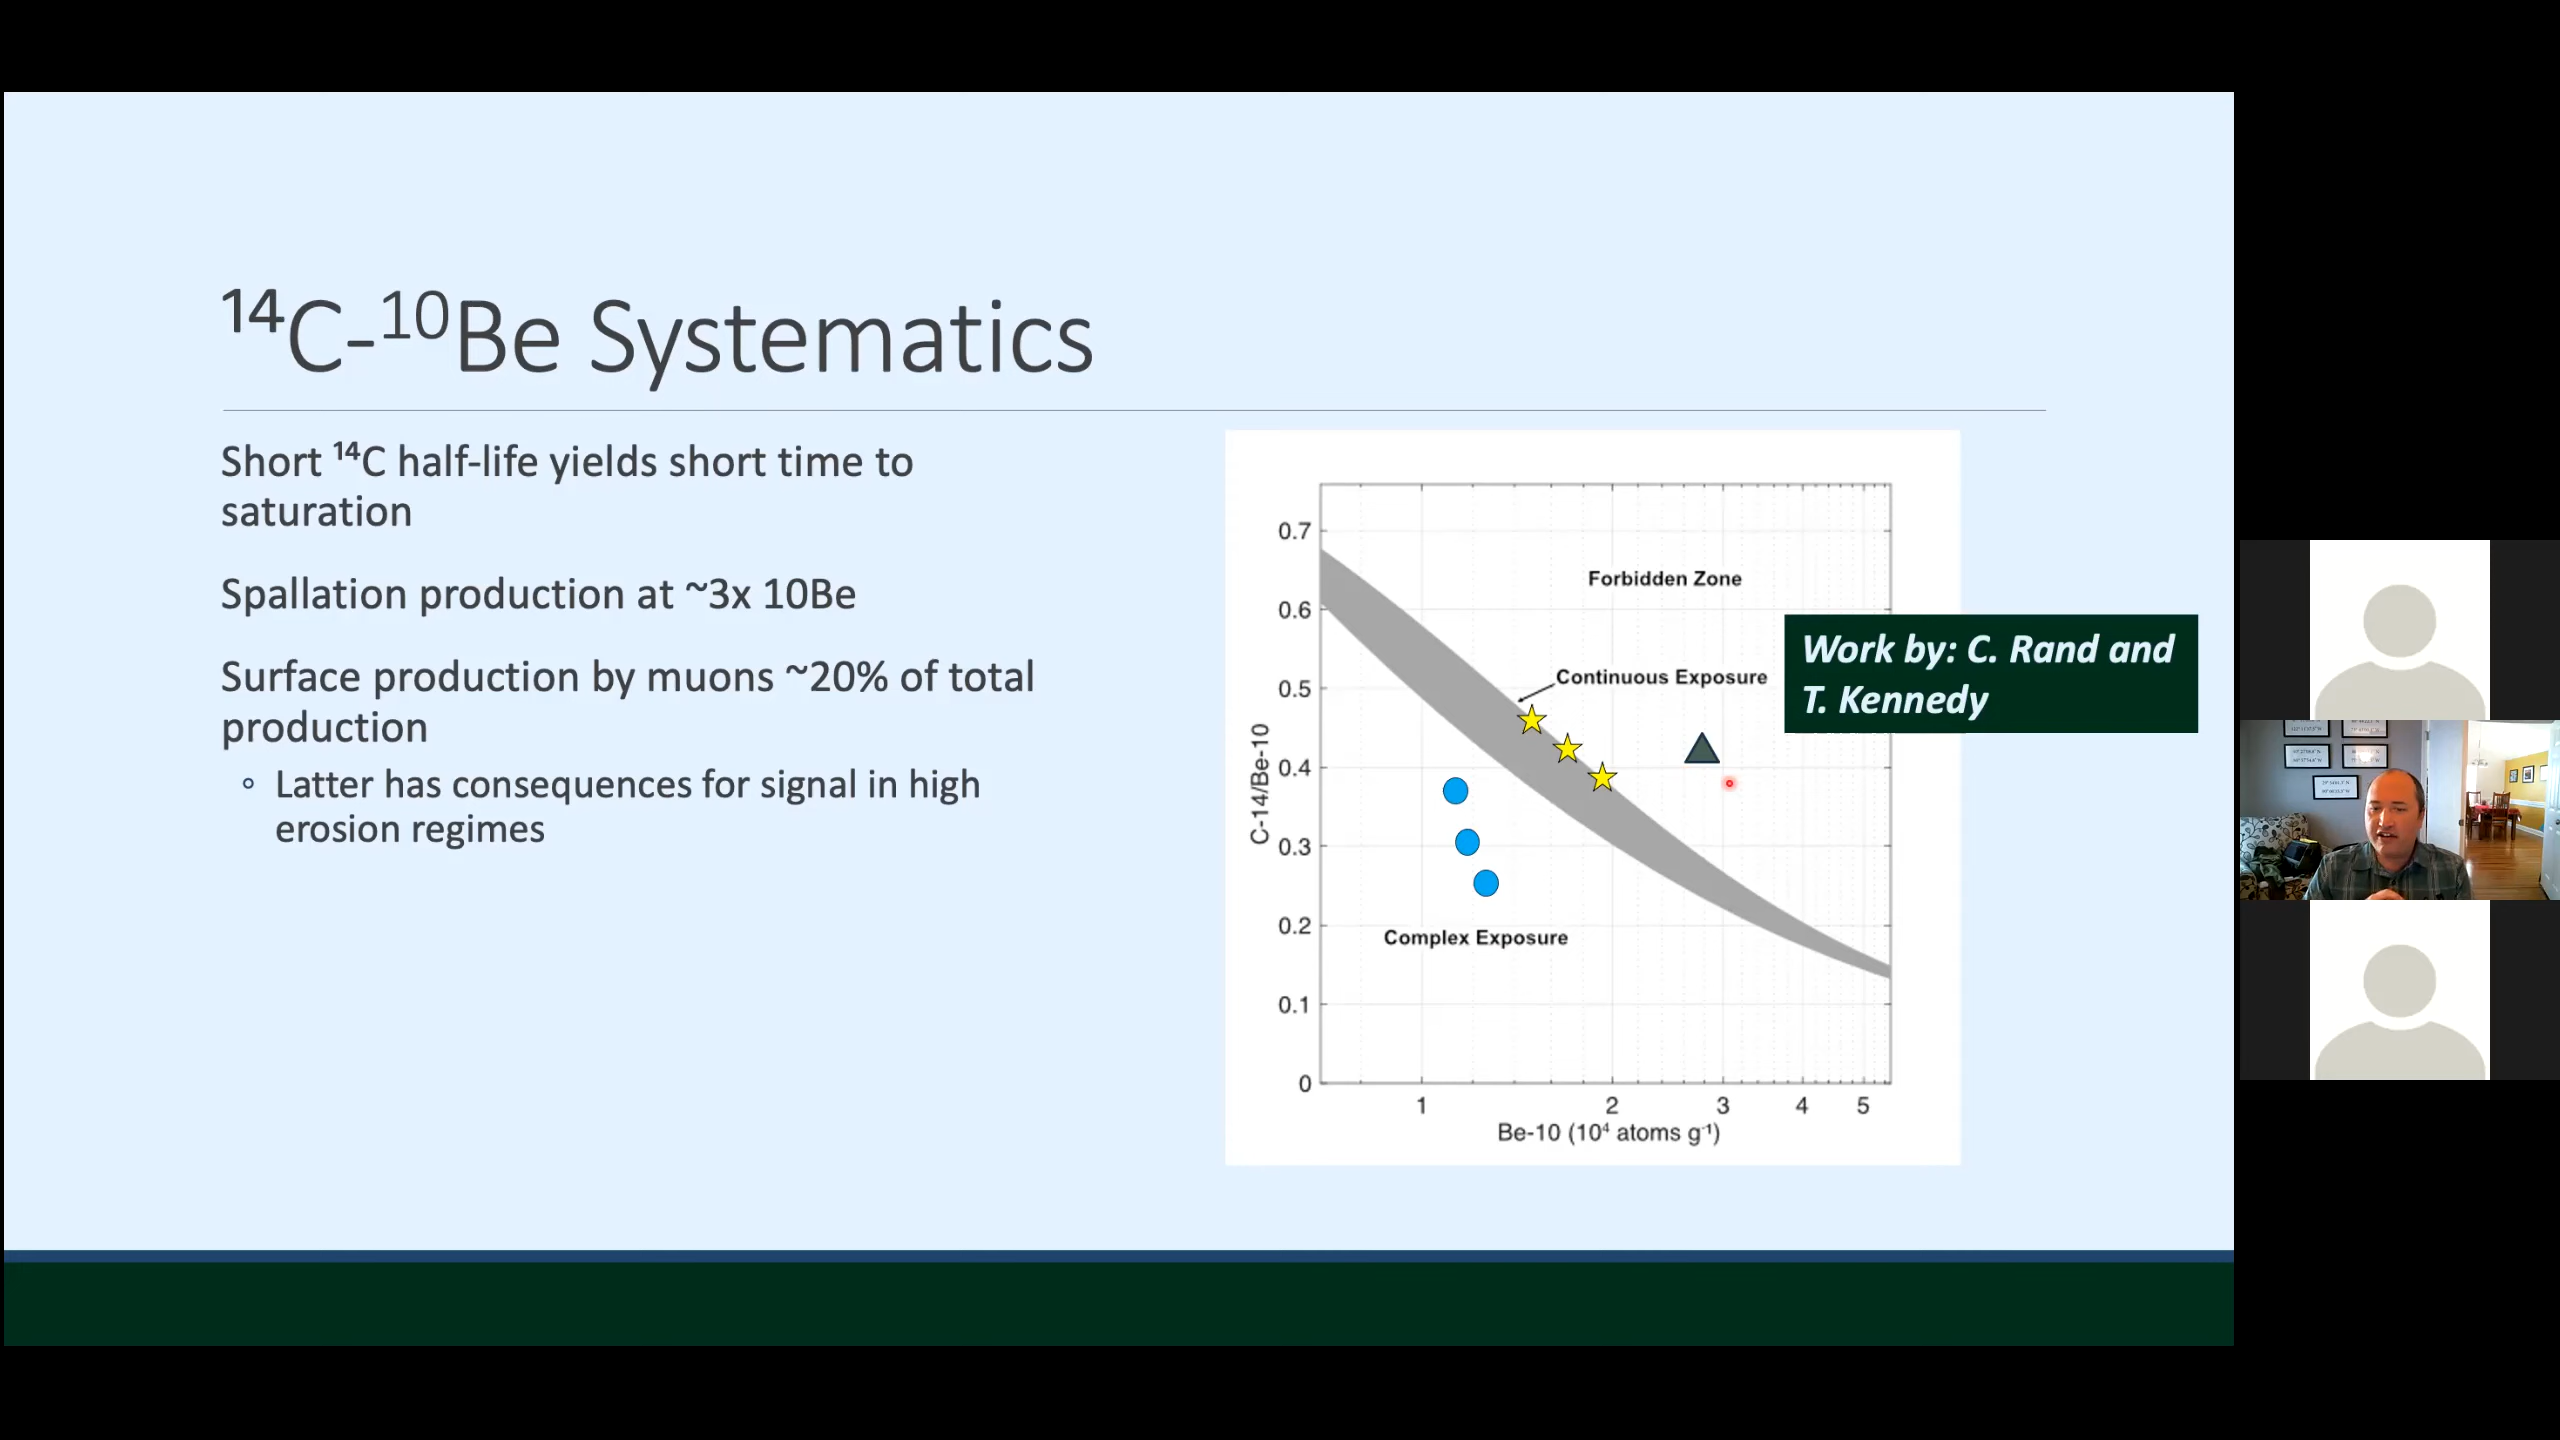 ¹⁴C-¹⁰Be Systematics
Short ¹⁴C half-life yields short time to
saturation
Spallation production at ~3x 10Be
Surface production by muons ~20% of total
production
◦ Latter has consequences for signal in high
erosion regimes
0.7
0.6
0.5
0.4
0.3
0.2
0.1
0
C-14/Be-10
Forbidden Zone
Continuous Exposure
Complex Exposure
1 2 3 4 5
Be-10 (10⁴ atoms g⁻¹)
Work by: C. Rand and
T. Kennedy